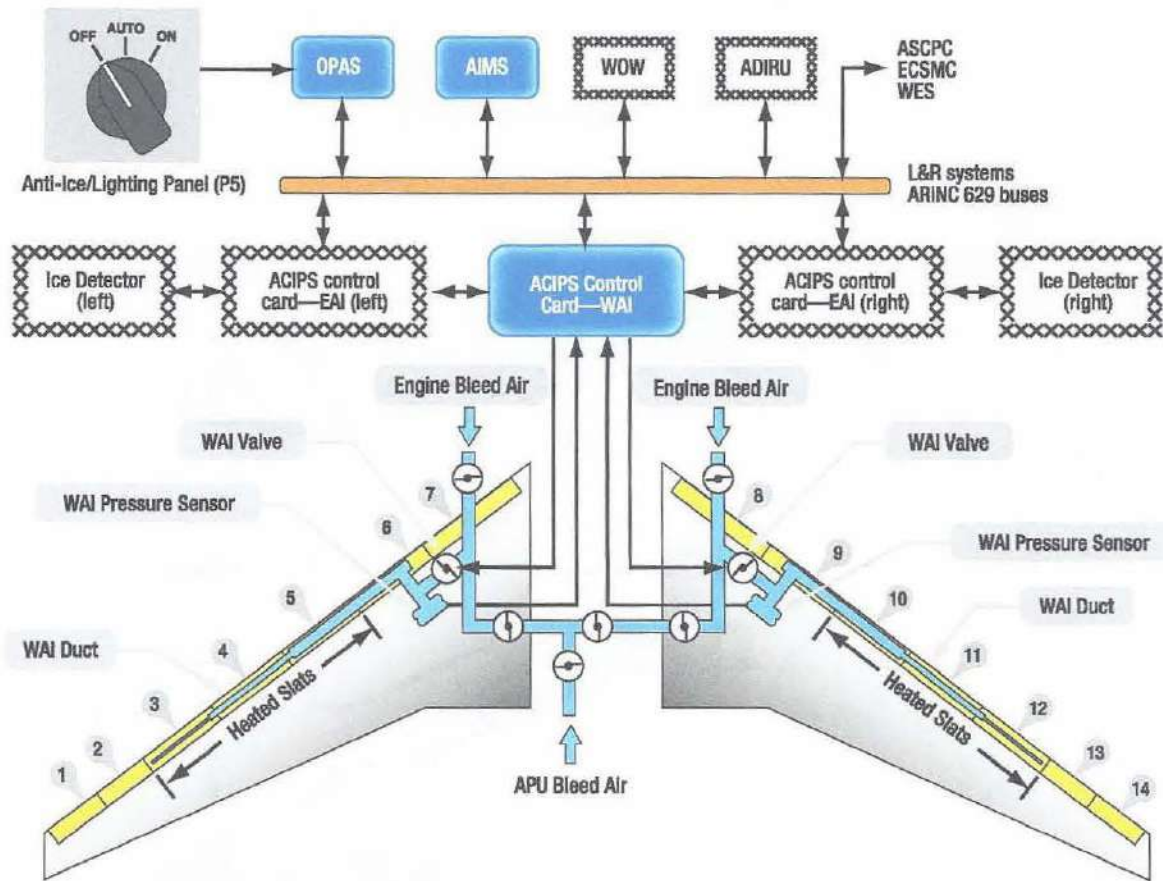 OFF
AUTO
ON
OPAS
AIMS
WOW
ADIRU
ASCPC
ECSMC
WES
Anti-Ice/Lighting Panel (P5)
L&R systems
ARINC 629 buses
Ice Detector
(left)
ACIPS control
card—EAI (left)
ACIPS Control
Card—WAI
ACIPS control
card—EAI (right)
Ice Detector
(right)
Engine Bleed Air
Engine Bleed Air
WAI Valve
WAI Valve
WAI Pressure Sensor
WAI Pressure Sensor
7
8
6
9
5
10
WAI Duct
WAI Duct
4
11
Heated Slats
Heated Slats
3
12
2
13
1
14
APU Bleed Air